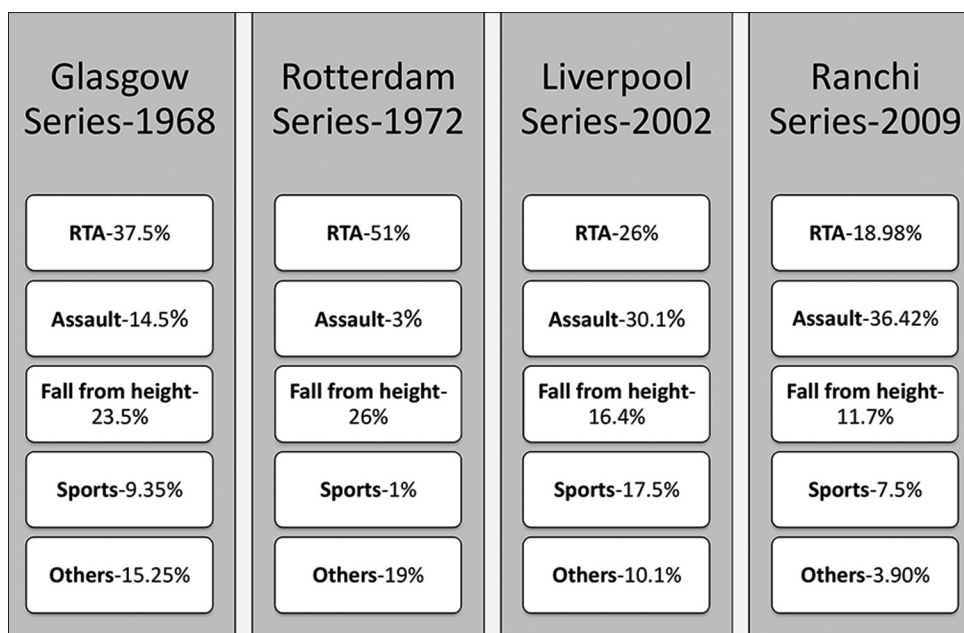 Glasgow
Series-1968
RTA-37.5%
Assault-14.5%
Fall from height-
23.5%
Sports-9.35%
Others-15.25%
Rotterdam
Series-1972
RTA-51%
Assault-3%
Fall from height-
26%
Sports-1%
Others-19%
Liverpool
Series-2002
RTA-26%
Assault-30.1%
Fall from height-
16.4%
Sports-17.5%
Others-10.1%
Ranchi
Series-2009
RTA-18.98%
Assault-36.42%
Fall from height-
11.7%
Sports-7.5%
Others-3.90%